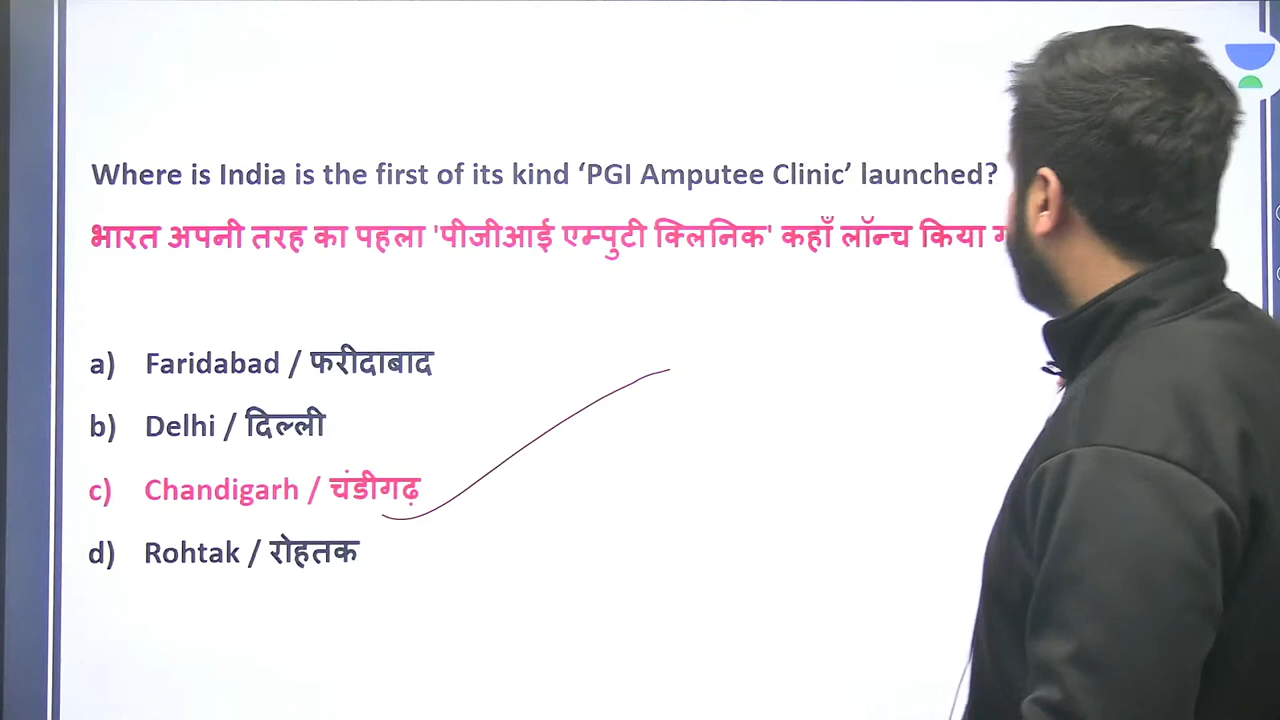 Where is India is the first of its kind ‘PGI Amputee Clinic’ launched?
भारत अपनी तरह का पहला 'पीजीआई एम्पुटी क्लिनिक' कहाँ लॉन्च किया
a) Faridabad / फरीदाबाद
b) Delhi / दिल्ली
c) Chandigarh / चंडीगढ़
d) Rohtak / रोहतक